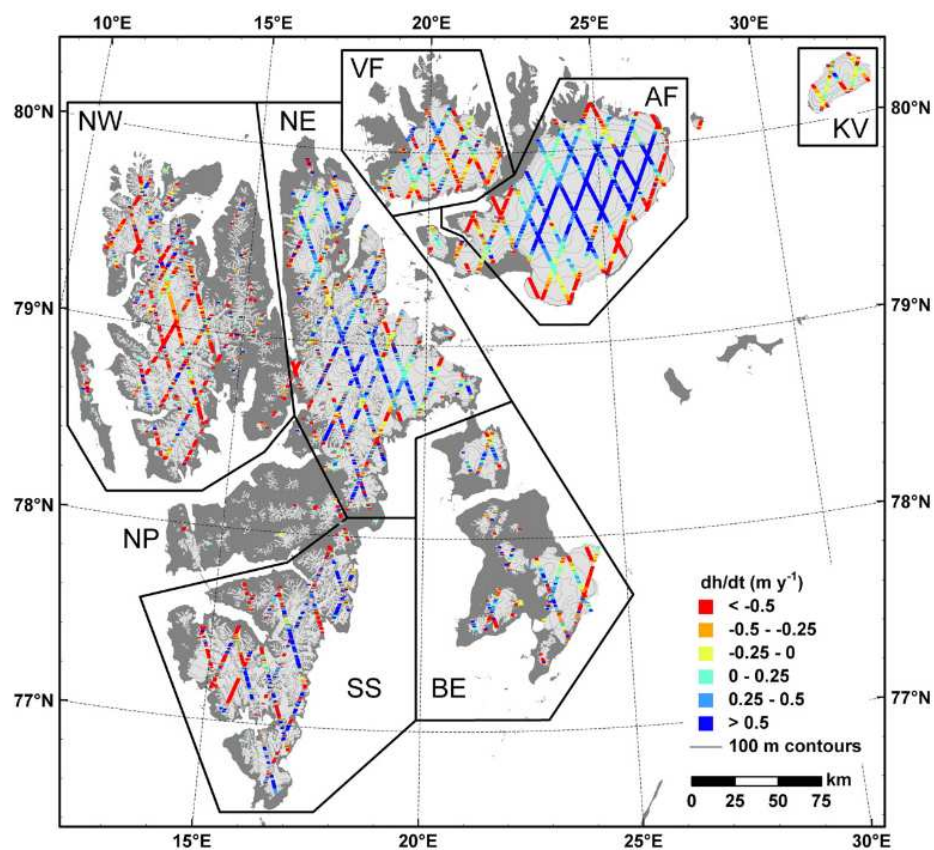 10°E 15°E 20°E 25°E 30°E
VF
AF
80°N NW NE 80°N
KV
79°N 79°N
78°N 78°N
NP
dh/dt (m y⁻¹)
< -0.5
-0.5 - -0.25
-0.25 - 0
77°N SS BE 0 - 0.25 77°N
0.25 - 0.5
> 0.5
100 m contours
km
0 25 50 75
15°E 20°E 25°E 30°E